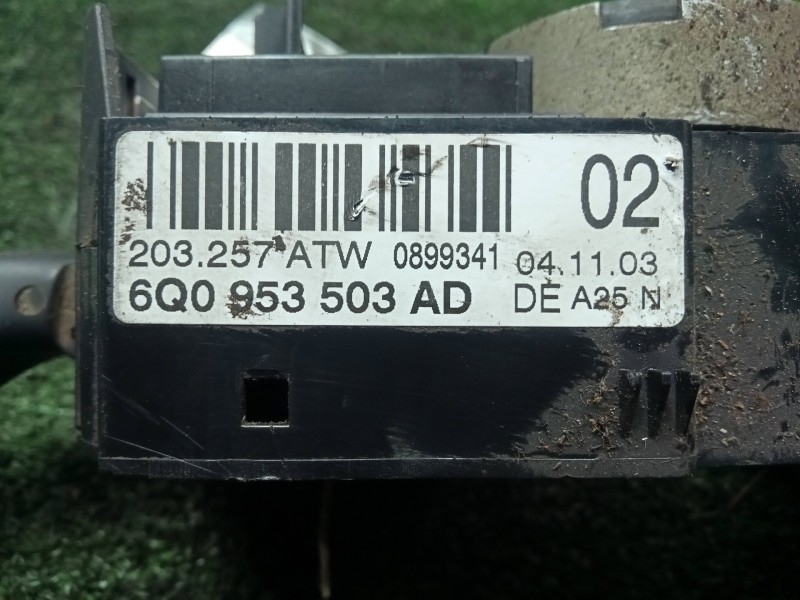 02
203.257 ATW 0899341 04.11.03
6Q0 953 503 AD DE A25 N